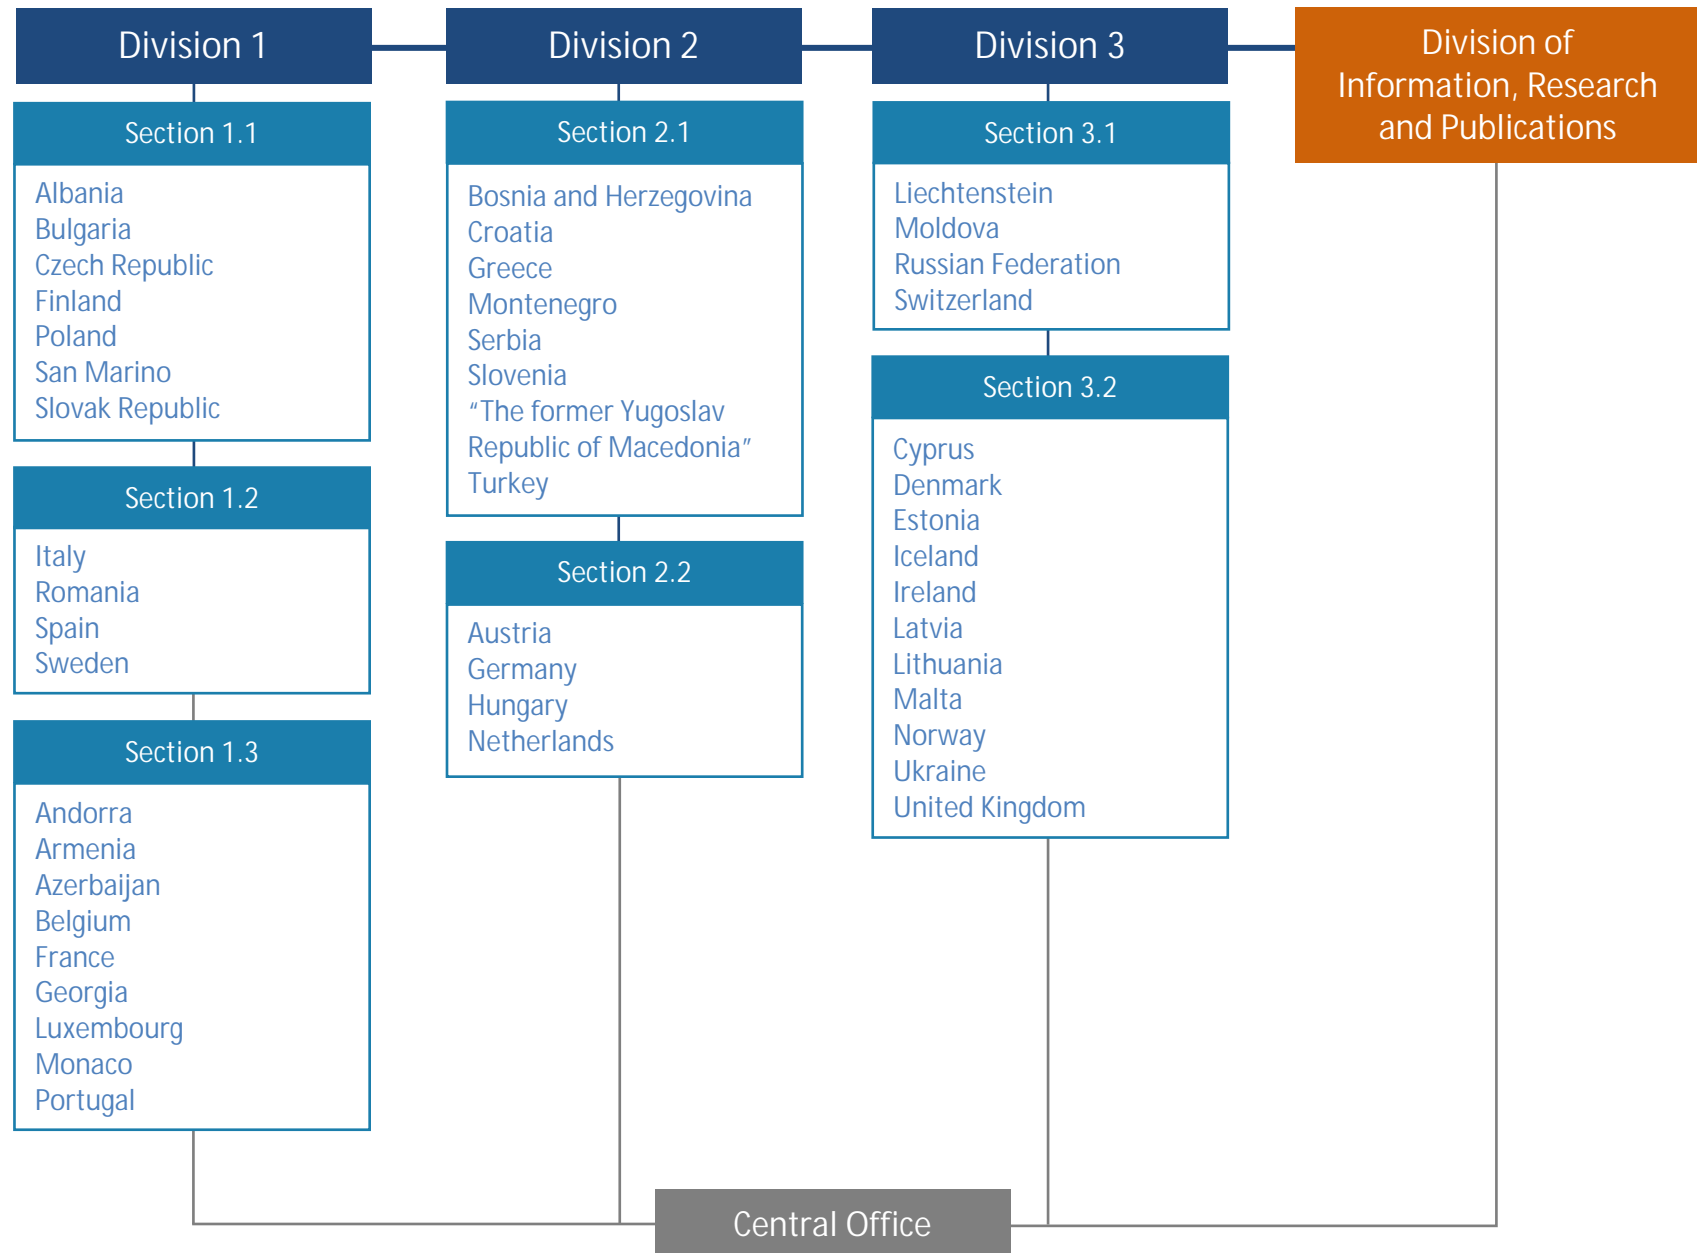 Division 1
Section 1.1
Albania
Bulgaria
Czech Republic
Finland
Poland
San Marino
Slovak Republic
Section 1.2
Italy
Romania
Spain
Sweden
Section 1.3
Andorra
Armenia
Azerbaijan
Belgium
France
Georgia
Luxembourg
Monaco
Portugal
Division 2
Section 2.1
Bosnia and Herzegovina
Croatia
Greece
Montenegro
Serbia
Slovenia
“The former Yugoslav
Republic of Macedonia”
Turkey
Section 2.2
Austria
Germany
Hungary
Netherlands
Division 3
Section 3.1
Liechtenstein
Moldova
Russian Federation
Switzerland
Section 3.2
Cyprus
Denmark
Estonia
Iceland
Ireland
Latvia
Lithuania
Malta
Norway
Ukraine
United Kingdom
Division of
Information, Research
and Publications
Central Office